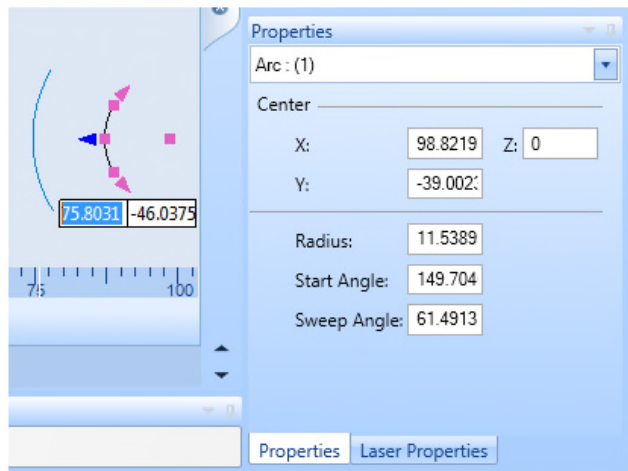 Properties
Arc : (1)
Center
X: 98.8219 Z: 0
Y: -39.002
75.8031 -46.0375
Radius: 11.5389
Start Angle: 149.704
Sweep Angle: 61.4913
75 100
Properties Laser Properties